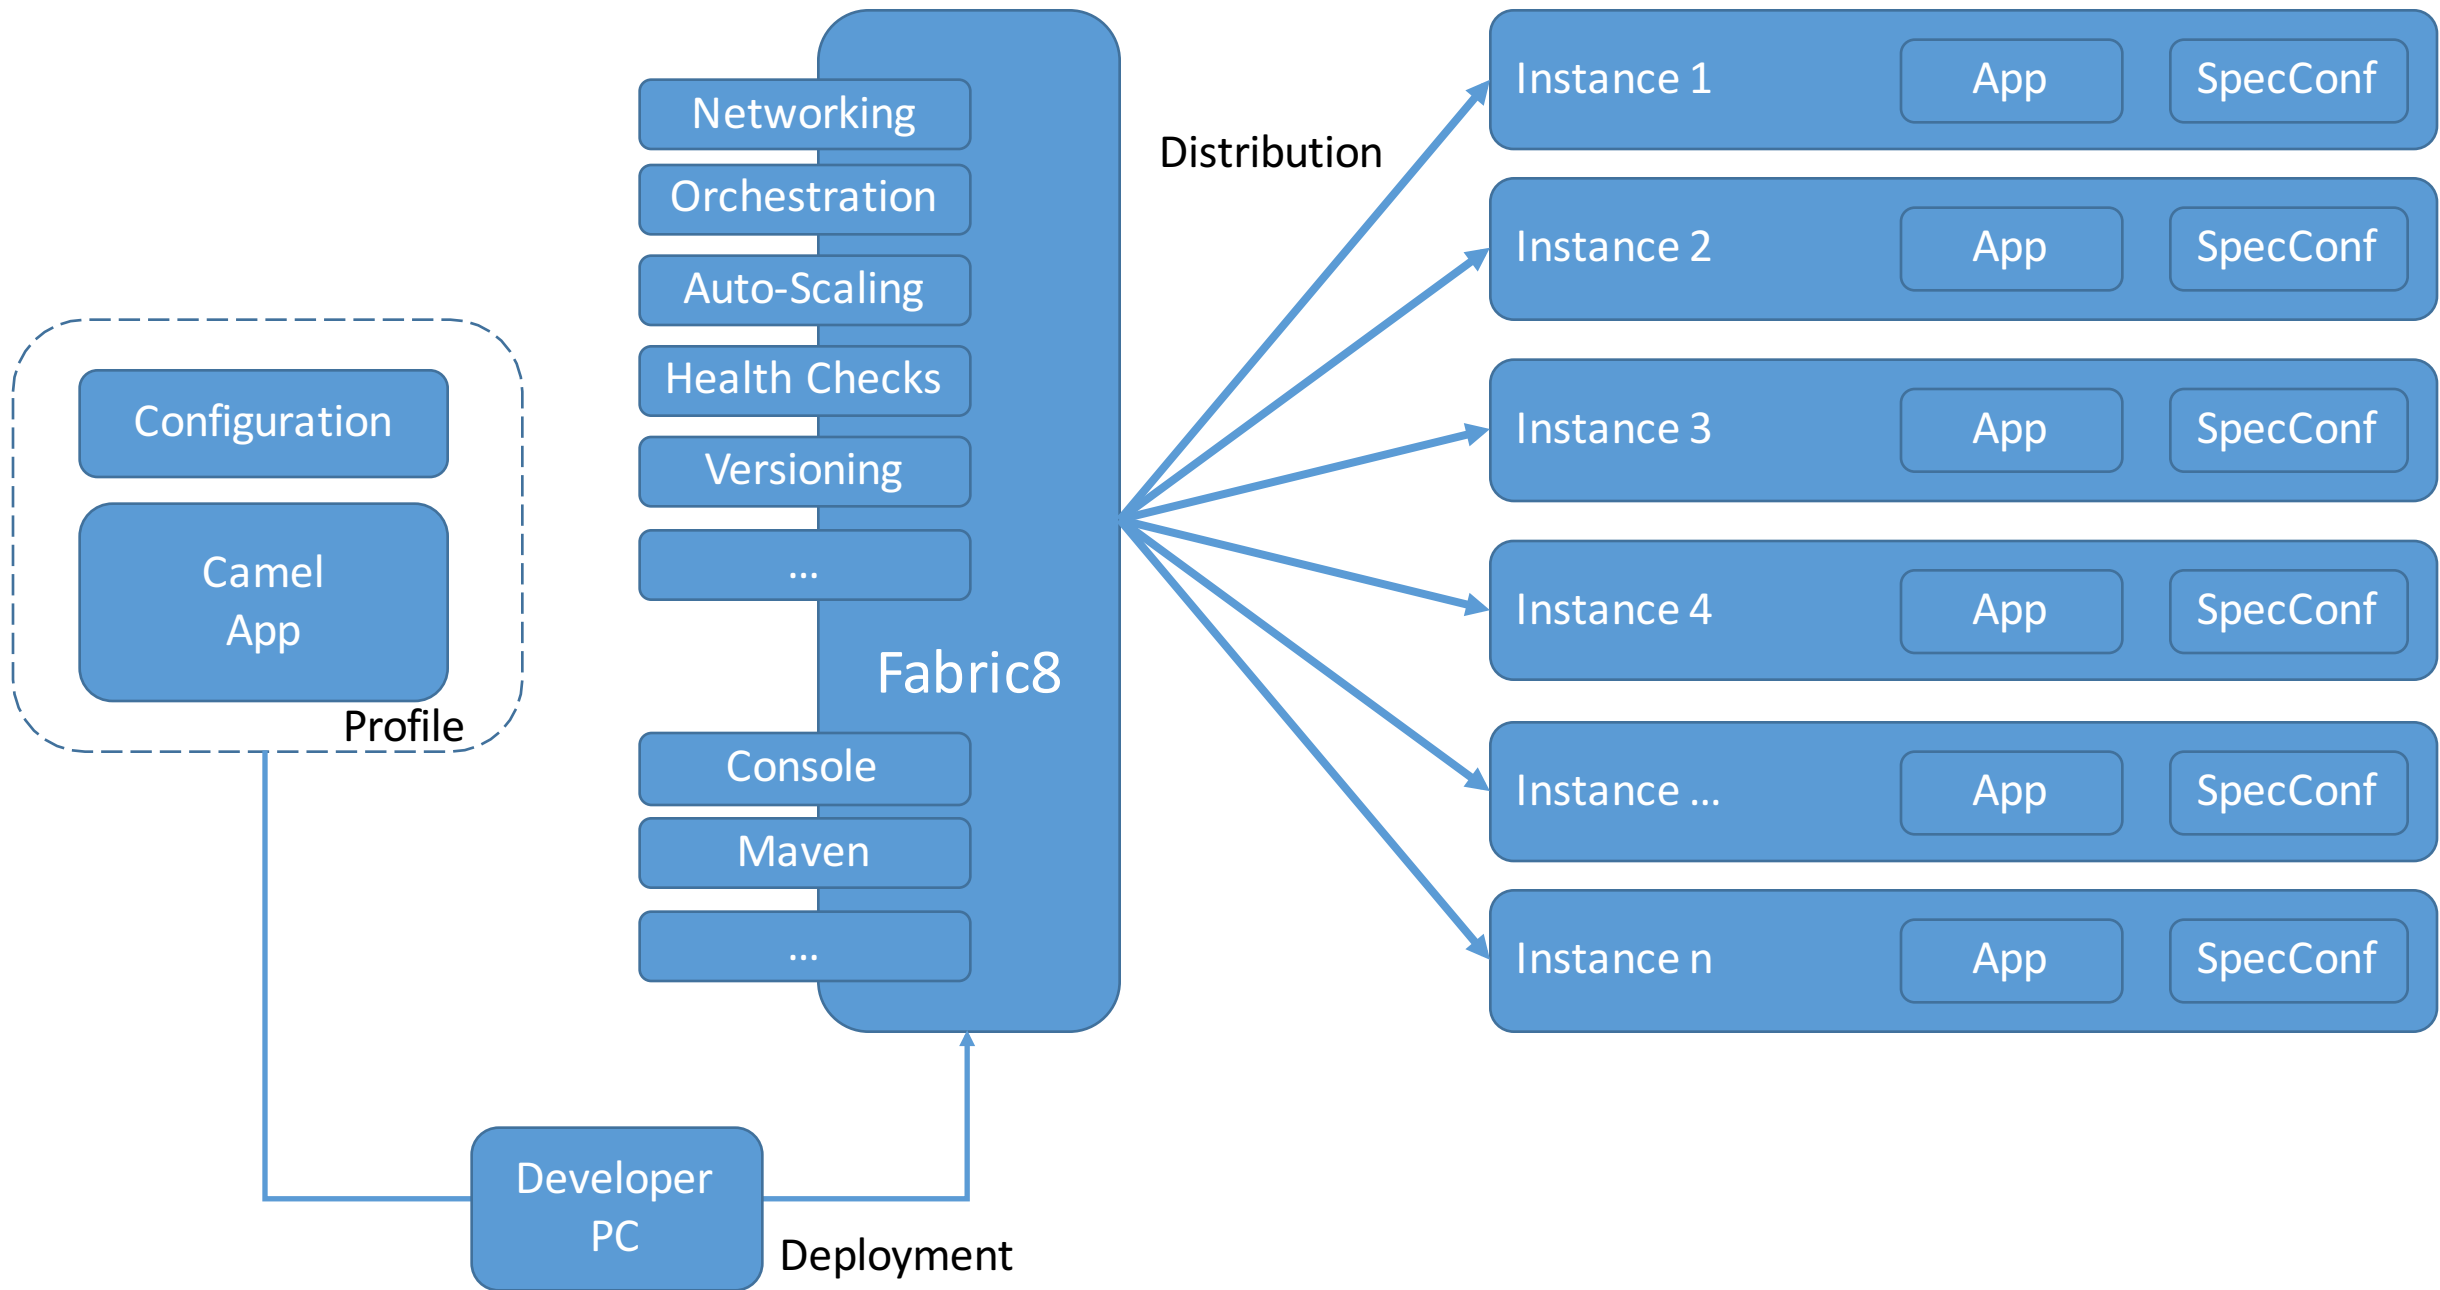 Configuration
Camel
App
Profile
Networking
Orchestration
Auto-Scaling
Health Checks
Versioning
...
Fabric8
Console
Maven
...
Developer
PC
Deployment
Distribution
Instance 1 App SpecConf
Instance 2 App SpecConf
Instance 3 App SpecConf
Instance 4 App SpecConf
Instance ... App SpecConf
Instance n App SpecConf